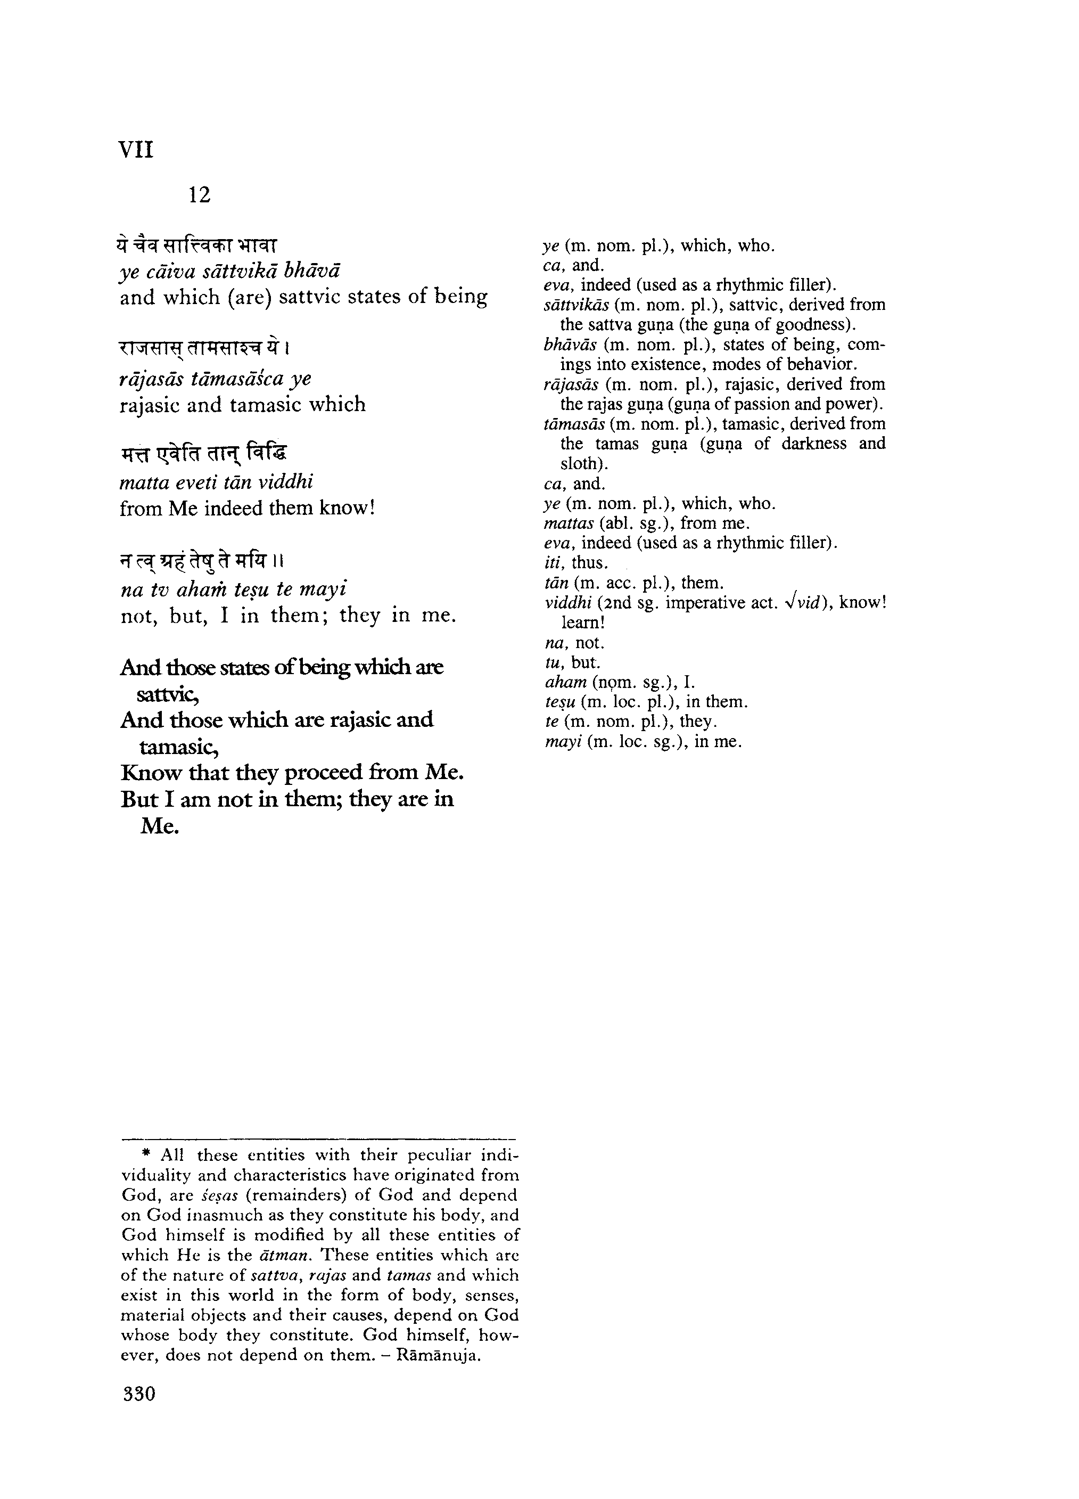 VII
12
ये चैव सात्त्विका भावा
ye cāiva sāttvikā bhāvā
and which (are) sattvic states of being
राजसास् तामसाश्च ये ।
rājasās tāmasāśca ye
rajasic and tamasic which
मत्त एवेति तान् विद्धि
matta eveti tān viddhi
from Me indeed them know!
न त्व् अहं तेषु ते मयि ॥
na tv ahaṁ teṣu te mayi
not, but, I in them; they in me.
And those states of being which are
sattvic,
And those which are rajasic and
tamasic,
Know that they proceed from Me.
But I am not in them; they are in
Me.
ye (m. nom. pl.), which, who.
ca, and.
eva, indeed (used as a rhythmic filler).
sāttvikās (m. nom. pl.), sattvic, derived from
the sattva guṇa (the guṇa of goodness).
bhāvās (m. nom. pl.), states of being, com-
ings into existence, modes of behavior.
rājasās (m. nom. pl.), rajasic, derived from
the rajas guṇa (guṇa of passion and power).
tāmasās (m. nom. pl.), tamasic, derived from
the tamas guṇa (guṇa of darkness and
sloth).
ca, and.
ye (m. nom. pl.), which, who.
mattas (abl. sg.), from me.
eva, indeed (used as a rhythmic filler).
iti, thus.
tān (m. acc. pl.), them.
viddhi (2nd sg. imperative act. √vid), know!
learn!
na, not.
tu, but.
aham (nom. sg.), I.
teṣu (m. loc. pl.), in them.
te (m. nom. pl.), they.
mayi (m. loc. sg.), in me.
* All these entities with their peculiar indi-
viduality and characteristics have originated from
God, are śeṣas (remainders) of God and depend
on God inasmuch as they constitute his body, and
God himself is modified by all these entities of
which He is the ātman. These entities which are
of the nature of sattva, rajas and tamas and which
exist in this world in the form of body, senses,
material objects and their causes, depend on God
whose body they constitute. God himself, how-
ever, does not depend on them. – Rāmānuja.
330